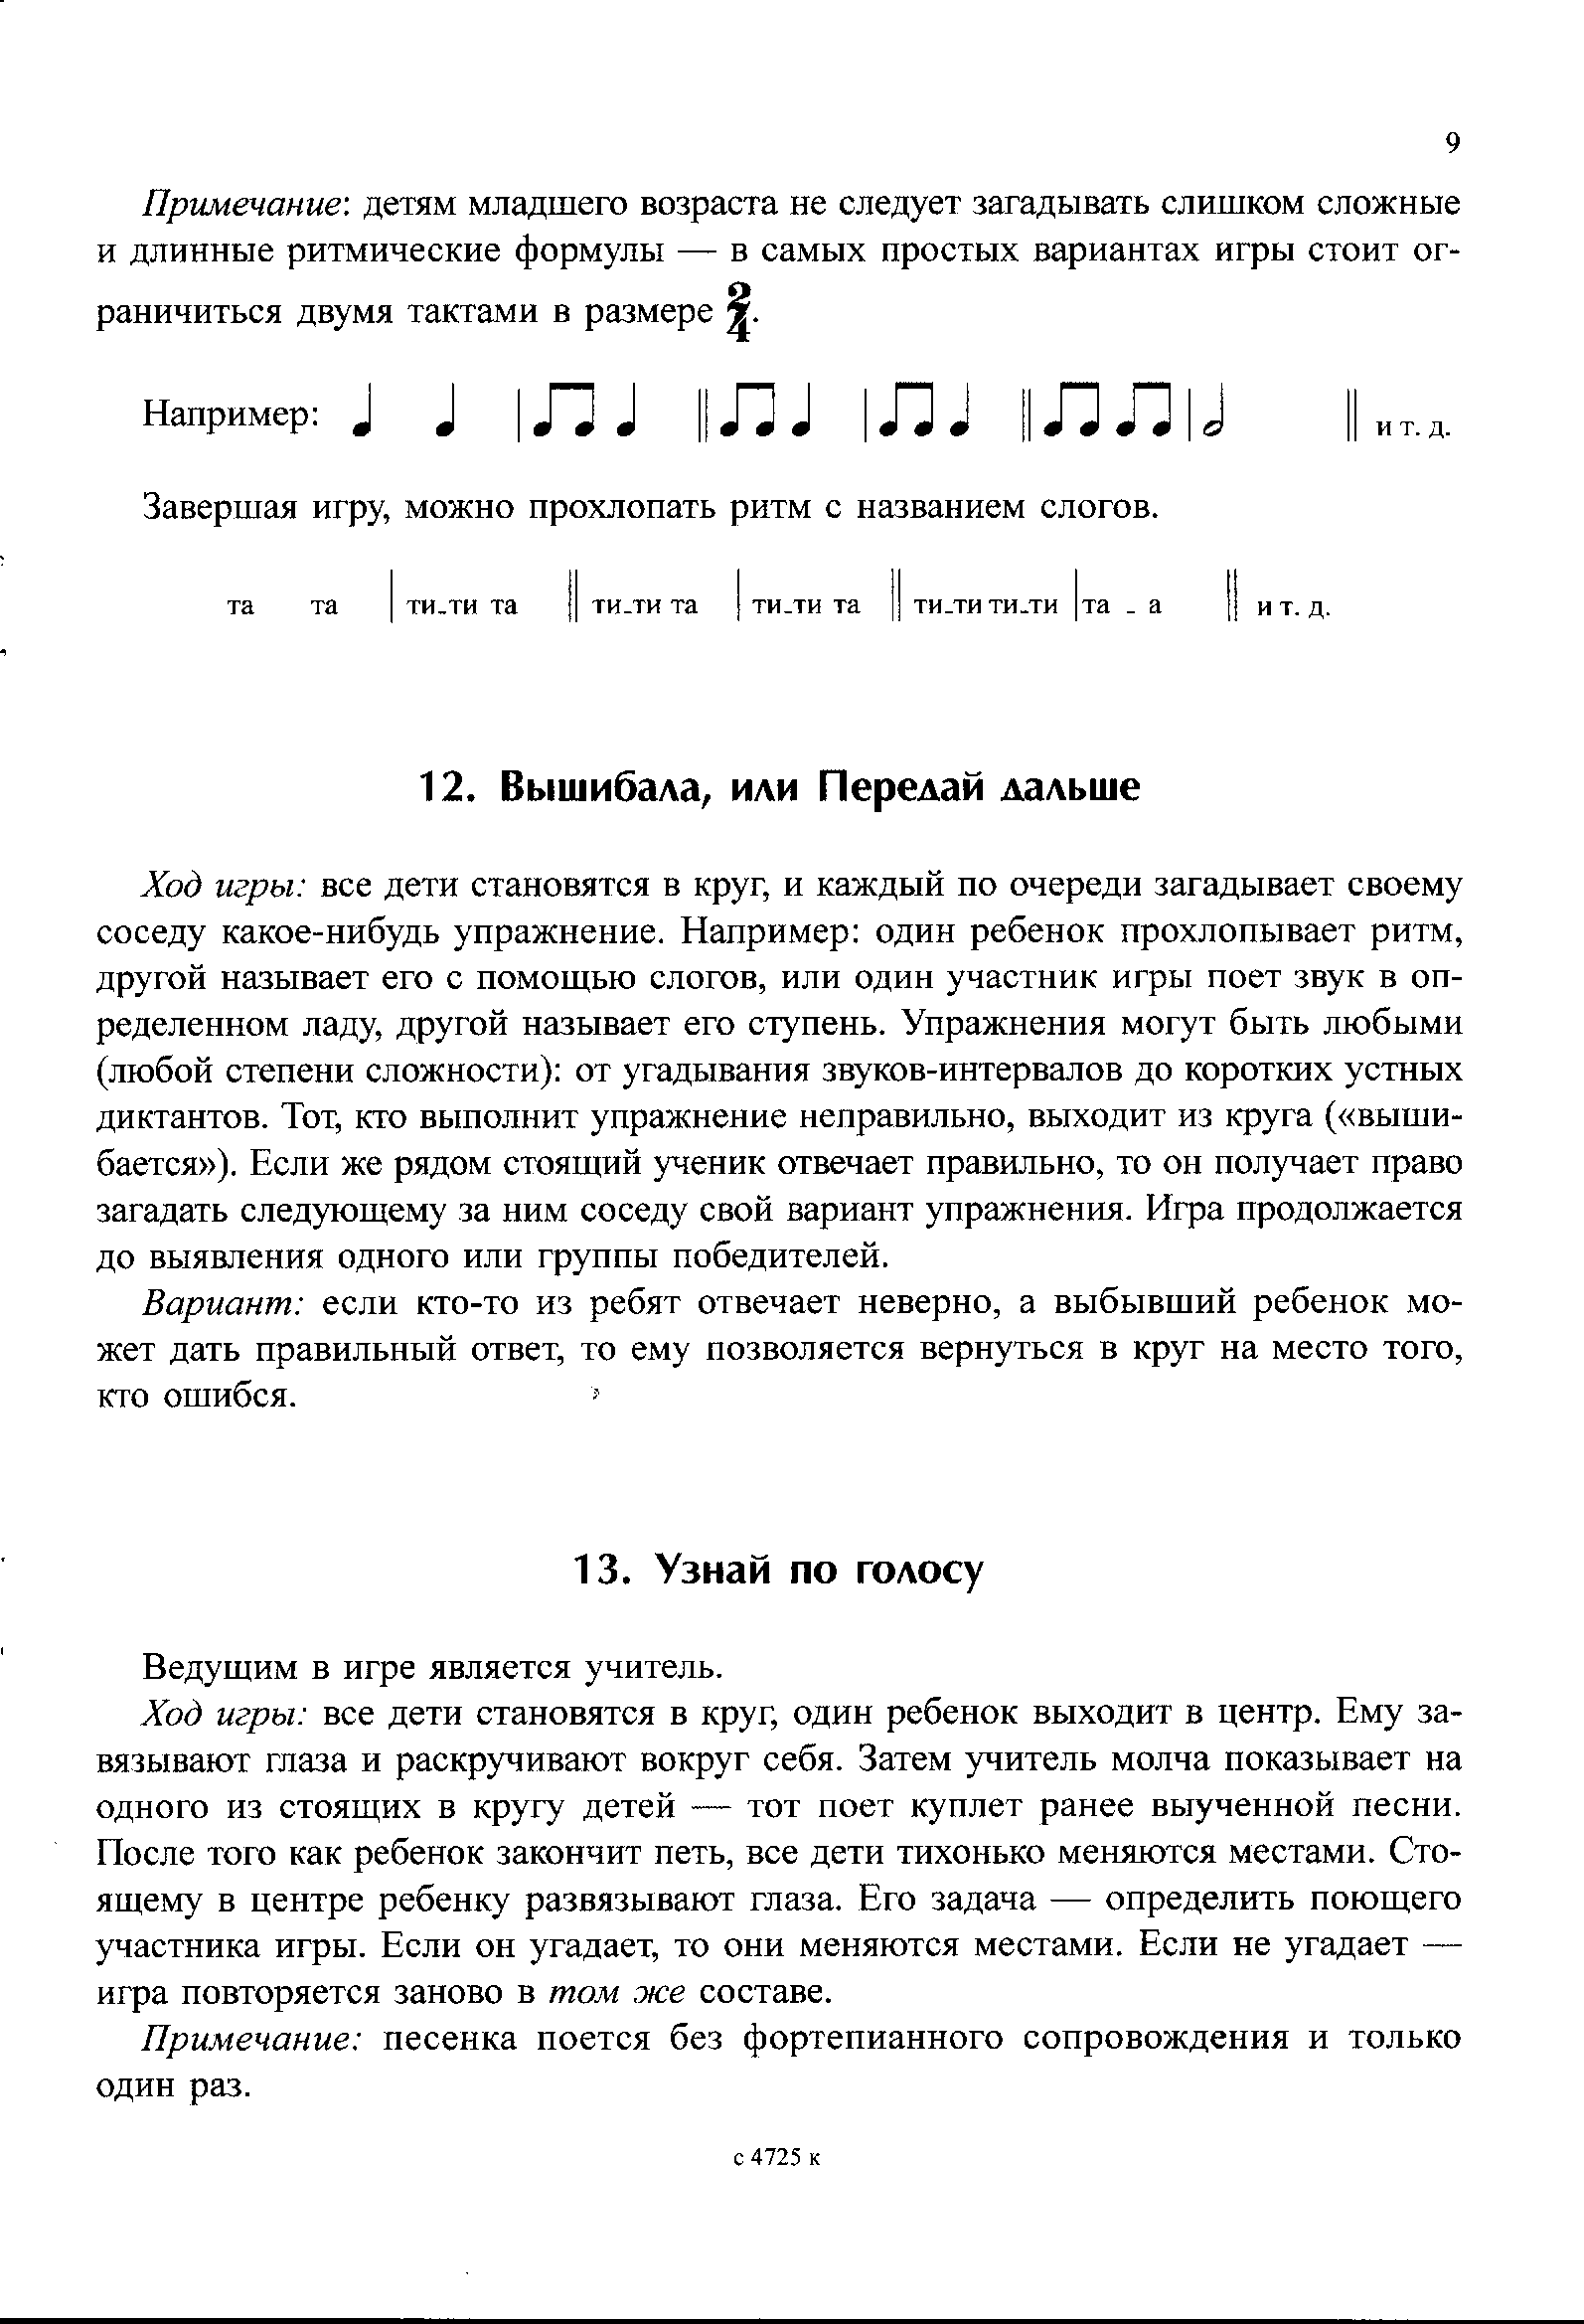 9
Примечание: детям младшего возраста не следует загадывать слишком сложные
и длинные ритмические формулы — в самых простых вариантах игры стоит ог-
раничиться двумя тактами в размере 2/4.
Например: и т. д.
Завершая игру, можно прохлопать ритм с названием слогов.
та та | ти-ти та || ти-ти та | ти-ти та || ти-ти ти-ти | та - а || и т. д.
12. Вышибала, или Передай дальше
Ход игры: все дети становятся в круг, и каждый по очереди загадывает своему
соседу какое-нибудь упражнение. Например: один ребенок прохлопывает ритм,
другой называет его с помощью слогов, или один участник игры поет звук в оп-
ределенном ладу, другой называет его ступень. Упражнения могут быть любыми
(любой степени сложности): от угадывания звуков-интервалов до коротких устных
диктантов. Тот, кто выполнит упражнение неправильно, выходит из круга («выши-
бается»). Если же рядом стоящий ученик отвечает правильно, то он получает право
загадать следующему за ним соседу свой вариант упражнения. Игра продолжается
до выявления одного или группы победителей.
Вариант: если кто-то из ребят отвечает неверно, а выбывший ребенок мо-
жет дать правильный ответ, то ему позволяется вернуться в круг на место того,
кто ошибся.
13. Узнай по голосу
Ведущим в игре является учитель.
Ход игры: все дети становятся в круг, один ребенок выходит в центр. Ему за-
вязывают глаза и раскручивают вокруг себя. Затем учитель молча показывает на
одного из стоящих в кругу детей — тот поет куплет ранее выученной песни.
После того как ребенок закончит петь, все дети тихонько меняются местами. Сто-
ящему в центре ребенку развязывают глаза. Его задача — определить поющего
участника игры. Если он угадает, то они меняются местами. Если не угадает —
игра повторяется заново в том же составе.
Примечание: песенка поется без фортепианного сопровождения и только
один раз.
с 4725 к